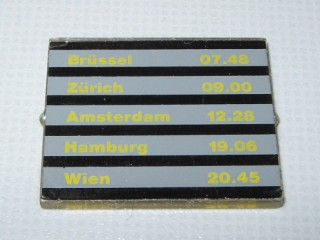 Brüssel 07.48
Zürich 09.00
Amsterdam 12.28
Hamburg 19.06
Wien 20.45